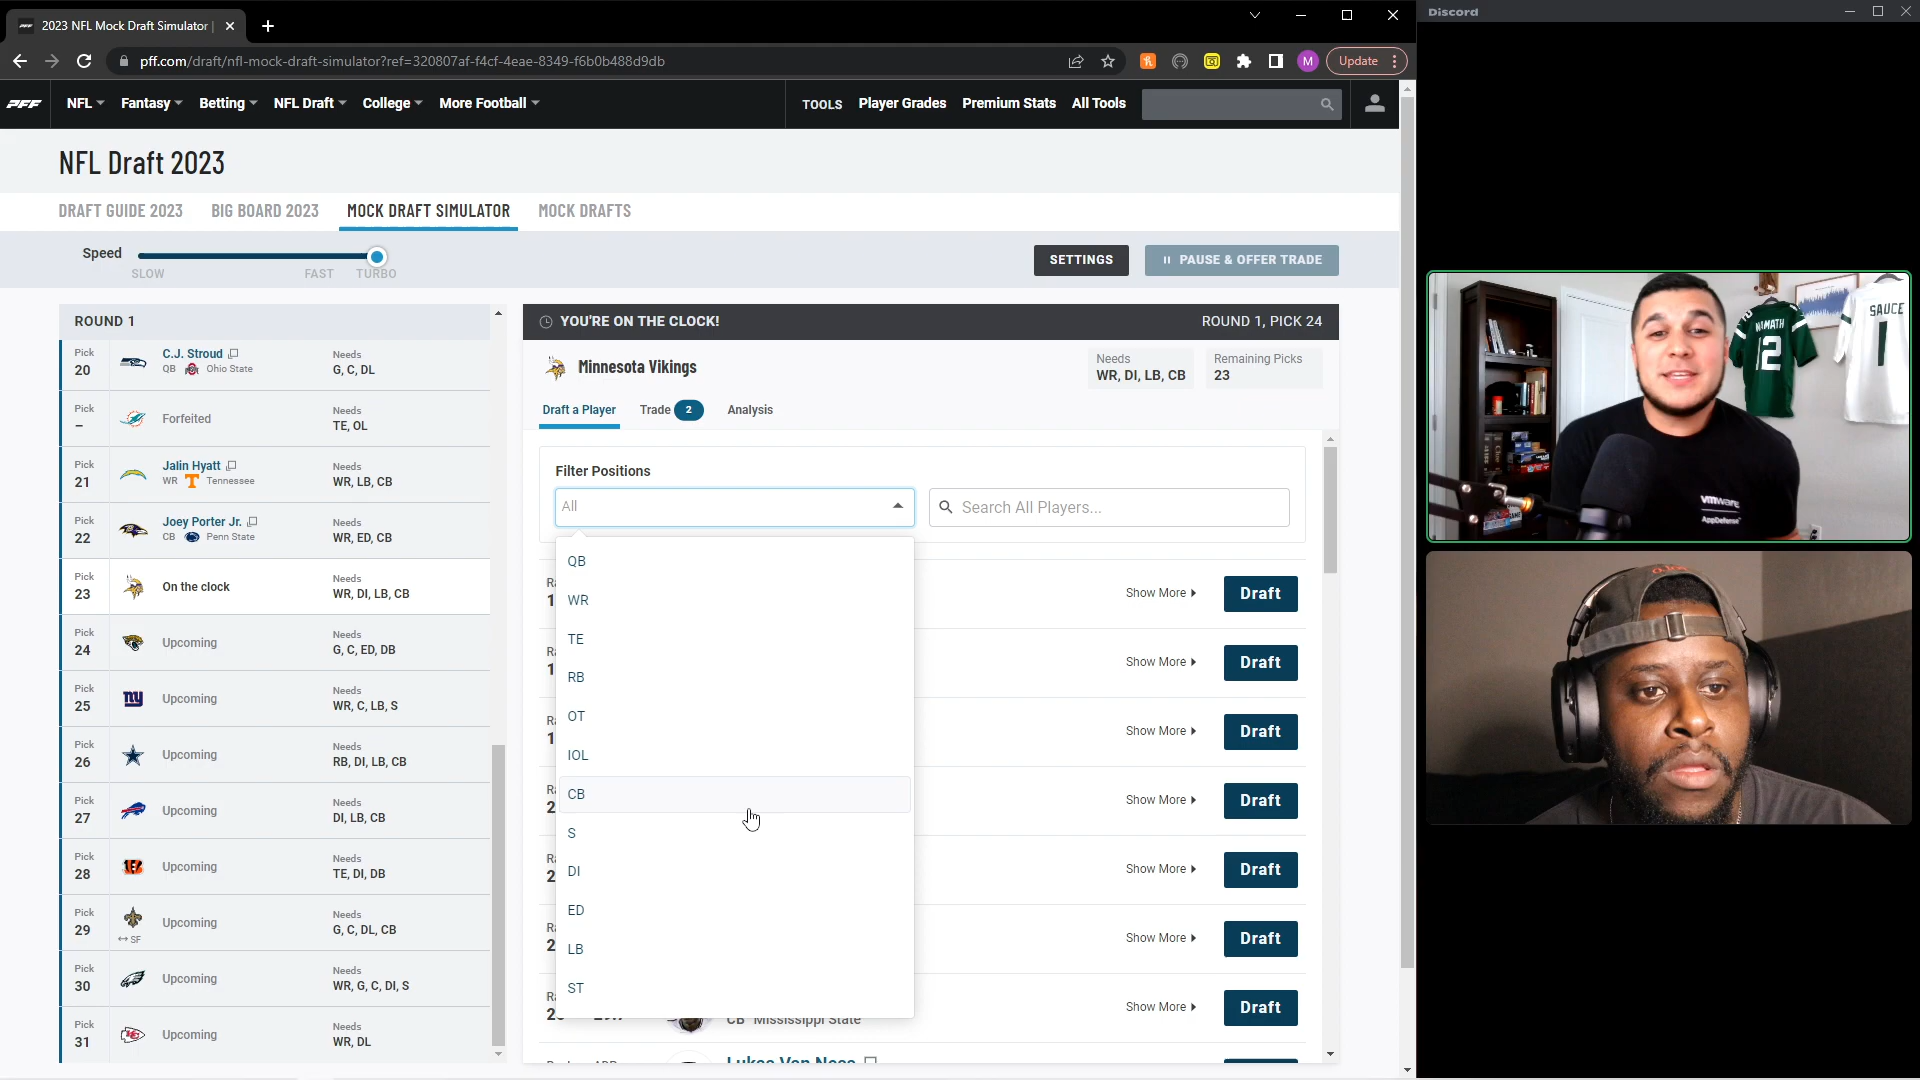 Discord
2023 NFL Mock Draft Simulator |
pff.com/draft/nfl-mock-draft-simulator?ref=320807af-f4cf-4eae-8349-f6b0b488d9db
M
Update
PFF
NFL
Fantasy
Betting
NFL Draft
College
More Football
TOOLS
Player Grades
Premium Stats
All Tools
NFL Draft 2023
DRAFT GUIDE 2023
BIG BOARD 2023
MOCK DRAFT SIMULATOR
MOCK DRAFTS
Speed
SLOW
FAST
TURBO
SETTINGS
PAUSE & OFFER TRADE
ROUND 1
Pick
20
C.J. Stroud
QB Ohio State
Needs
G, C, DL
Pick
–
Forfeited
Needs
TE, OL
Pick
21
Jalin Hyatt
WR Tennessee
Needs
WR, LB, CB
Pick
22
Joey Porter Jr.
CB Penn State
Needs
WR, ED, CB
Pick
23
On the clock
Needs
WR, DI, LB, CB
Pick
24
Upcoming
Needs
G, C, ED, DB
Pick
25
Upcoming
Needs
WR, C, LB, S
Pick
26
Upcoming
Needs
RB, DI, LB, CB
Pick
27
Upcoming
Needs
DI, LB, CB
Pick
28
Upcoming
Needs
TE, DI, DB
Pick
29
SF
Upcoming
Needs
G, C, DL, CB
Pick
30
Upcoming
Needs
WR, G, C, DI, S
Pick
31
Upcoming
Needs
WR, DL
YOU'RE ON THE CLOCK!
ROUND 1, PICK 24
Minnesota Vikings
Needs
WR, DI, LB, CB
Remaining Picks
23
Draft a Player
Trade 2
Analysis
Filter Positions
All
Search All Players...
QB
WR
TE
RB
OT
IOL
CB
S
DI
ED
LB
ST
Show More
Draft
Show More
Draft
Show More
Draft
Show More
Draft
Show More
Draft
Show More
Draft
Show More
Draft
CB Mississippi State
Lukas Van Ness
NAMATH
12
SAUCE
1
vmware
AppDefense